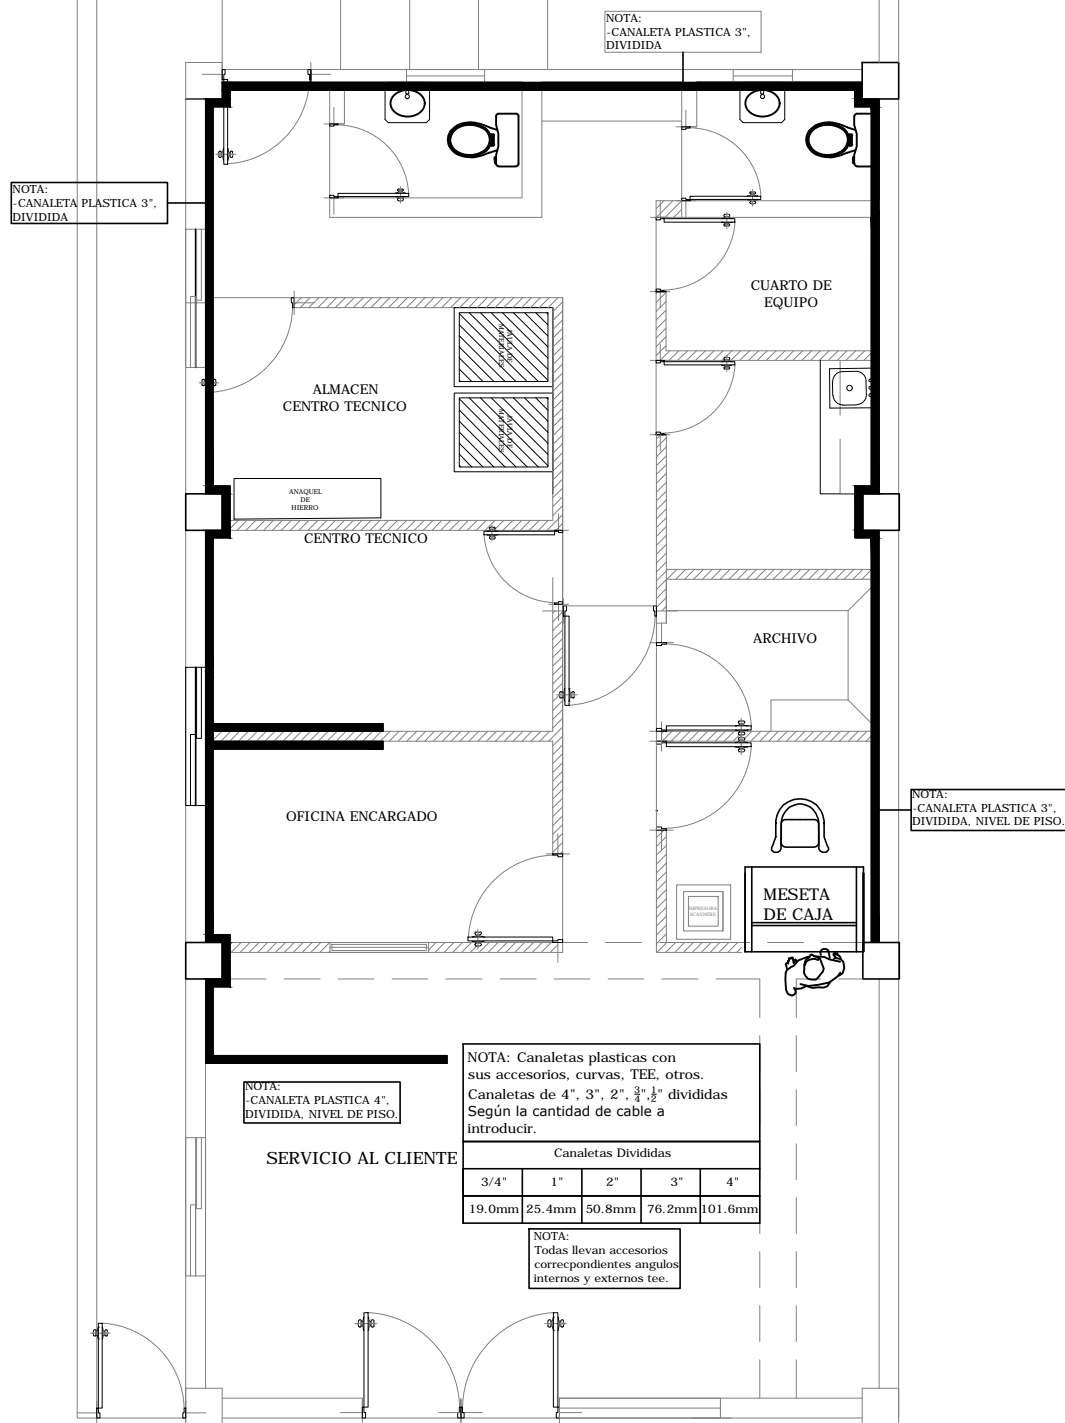 NOTA:
-CANALETA PLASTICA 3",
DIVIDIDA
NOTA:
-CANALETA PLASTICA 3",
DIVIDIDA
CUARTO DE
EQUIPO
ALMACEN
CENTRO TECNICO
MATERIALES
MATERIALES
ANAQUEL
DE
HIERRO
CENTRO TECNICO
ARCHIVO
OFICINA ENCARGADO
NOTA:
-CANALETA PLASTICA 3",
DIVIDIDA, NIVEL DE PISO.
MESETA
DE CAJA
IMPRESORA
SCANNERS
NOTA: Canaletas plasticas con
sus accesorios, curvas, TEE, otros.
Canaletas de 4", 3", 2", 3/4",1/2" divididas
Según la cantidad de cable a
introducir.
NOTA:
-CANALETA PLASTICA 4",
DIVIDIDA, NIVEL DE PISO.
SERVICIO AL CLIENTE
Canaletas Divididas
3/4" 1" 2" 3" 4"
19.0mm 25.4mm 50.8mm 76.2mm 101.6mm
NOTA:
Todas llevan accesorios
correcpondientes angulos
internos y externos tee.